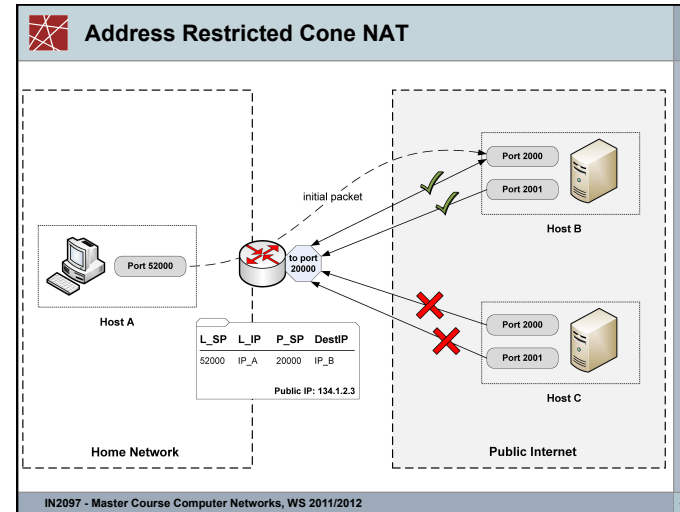 Address Restricted Cone NAT
initial packet
Port 2000
Port 2001
Host B
to port
20000
Port 52000
Host A
L_SP L_IP P_SP DestIP
52000 IP_A 20000 IP_B
Public IP: 134.1.2.3
Port 2000
Port 2001
Host C
Home Network
Public Internet
IN2097 - Master Course Computer Networks, WS 2011/2012